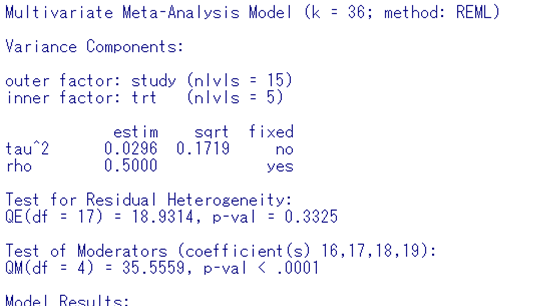 Multivariate Meta-Analysis Model (k = 36; method: REML)
Variance Components:
outer factor: study (nlvls = 15)
inner factor: trt (nlvls = 5)
estim sqrt fixed
tau^2 0.0296 0.1719 no
rho 0.5000 yes
Test for Residual Heterogeneity:
QE(df = 17) = 18.9314, p-val = 0.3325
Test of Moderators (coefficient(s) 16,17,18,19):
QM(df = 4) = 35.5559, p-val < .0001
Model Results: